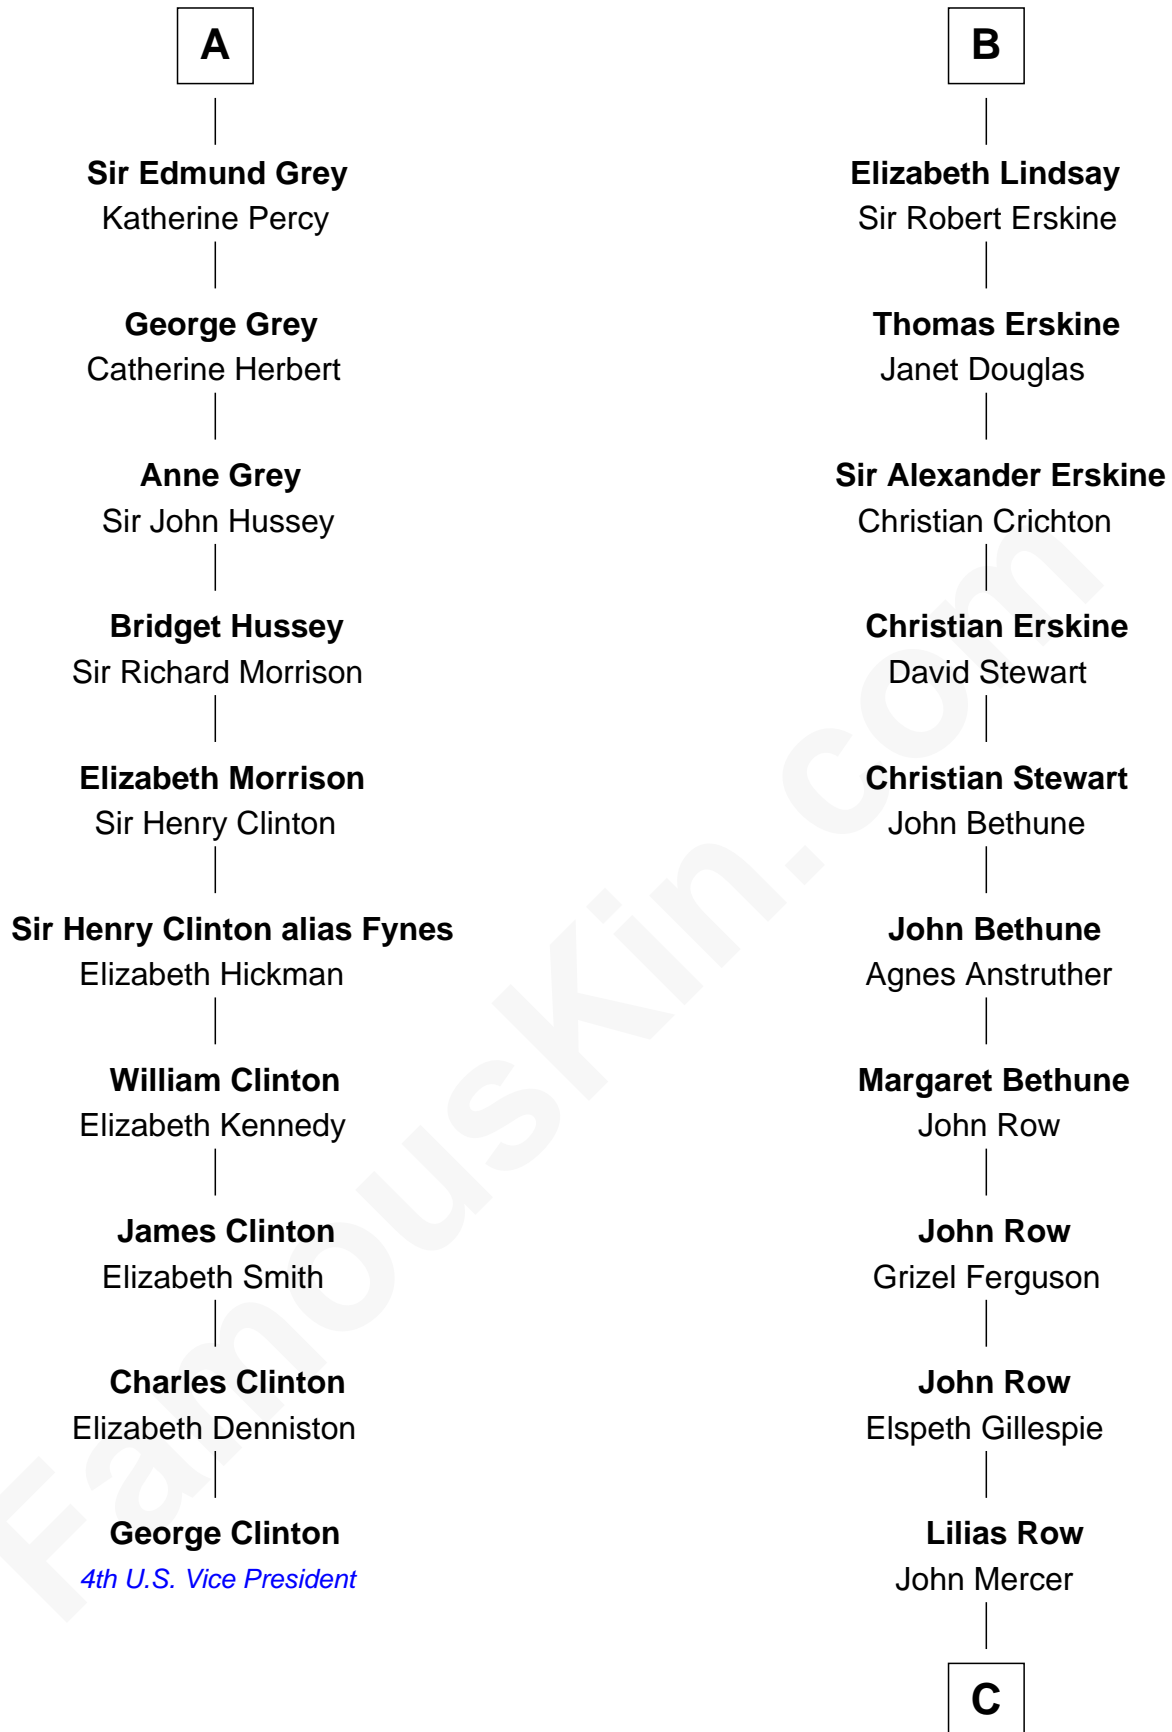 A
Sir Edmund Grey
Katherine Percy
George Grey
Catherine Herbert
Anne Grey
Sir John Hussey
Bridget Hussey
Sir Richard Morrison
Elizabeth Morrison
Sir Henry Clinton
Sir Henry Clinton alias Fynes
Elizabeth Hickman
William Clinton
Elizabeth Kennedy
James Clinton
Elizabeth Smith
Charles Clinton
Elizabeth Denniston
George Clinton
4th U.S. Vice President
B
Elizabeth Lindsay
Sir Robert Erskine
Thomas Erskine
Janet Douglas
Sir Alexander Erskine
Christian Crichton
Christian Erskine
David Stewart
Christian Stewart
John Bethune
John Bethune
Agnes Anstruther
Margaret Bethune
John Row
John Row
Grizel Ferguson
John Row
Elspeth Gillespie
Lilias Row
John Mercer
C
FamousKin.com